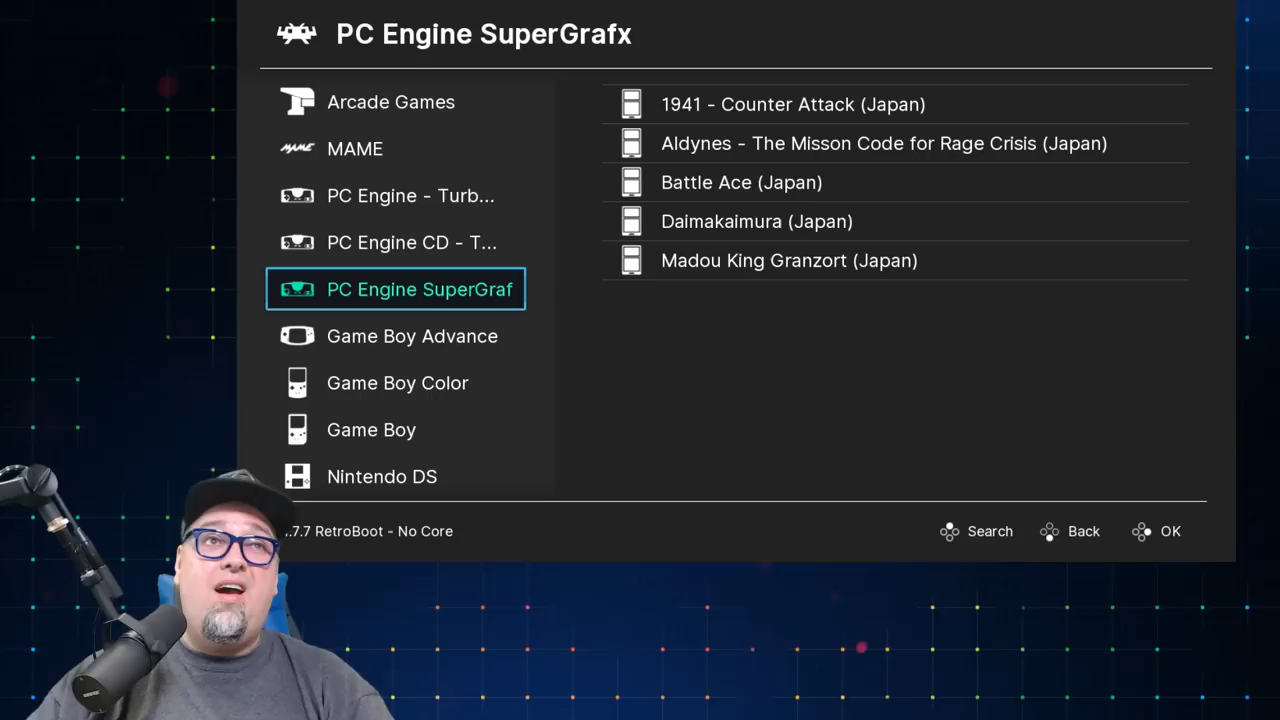 PC Engine SuperGrafx
Arcade Games
MAME
PC Engine - Turb...
PC Engine CD - T...
PC Engine SuperGraf
Game Boy Advance
Game Boy Color
Game Boy
Nintendo DS
1941 - Counter Attack (Japan)
Aldynes - The Misson Code for Rage Crisis (Japan)
Battle Ace (Japan)
Daimakaimura (Japan)
Madou King Granzort (Japan)
.7.7 RetroBoot - No Core
Search
Back
OK